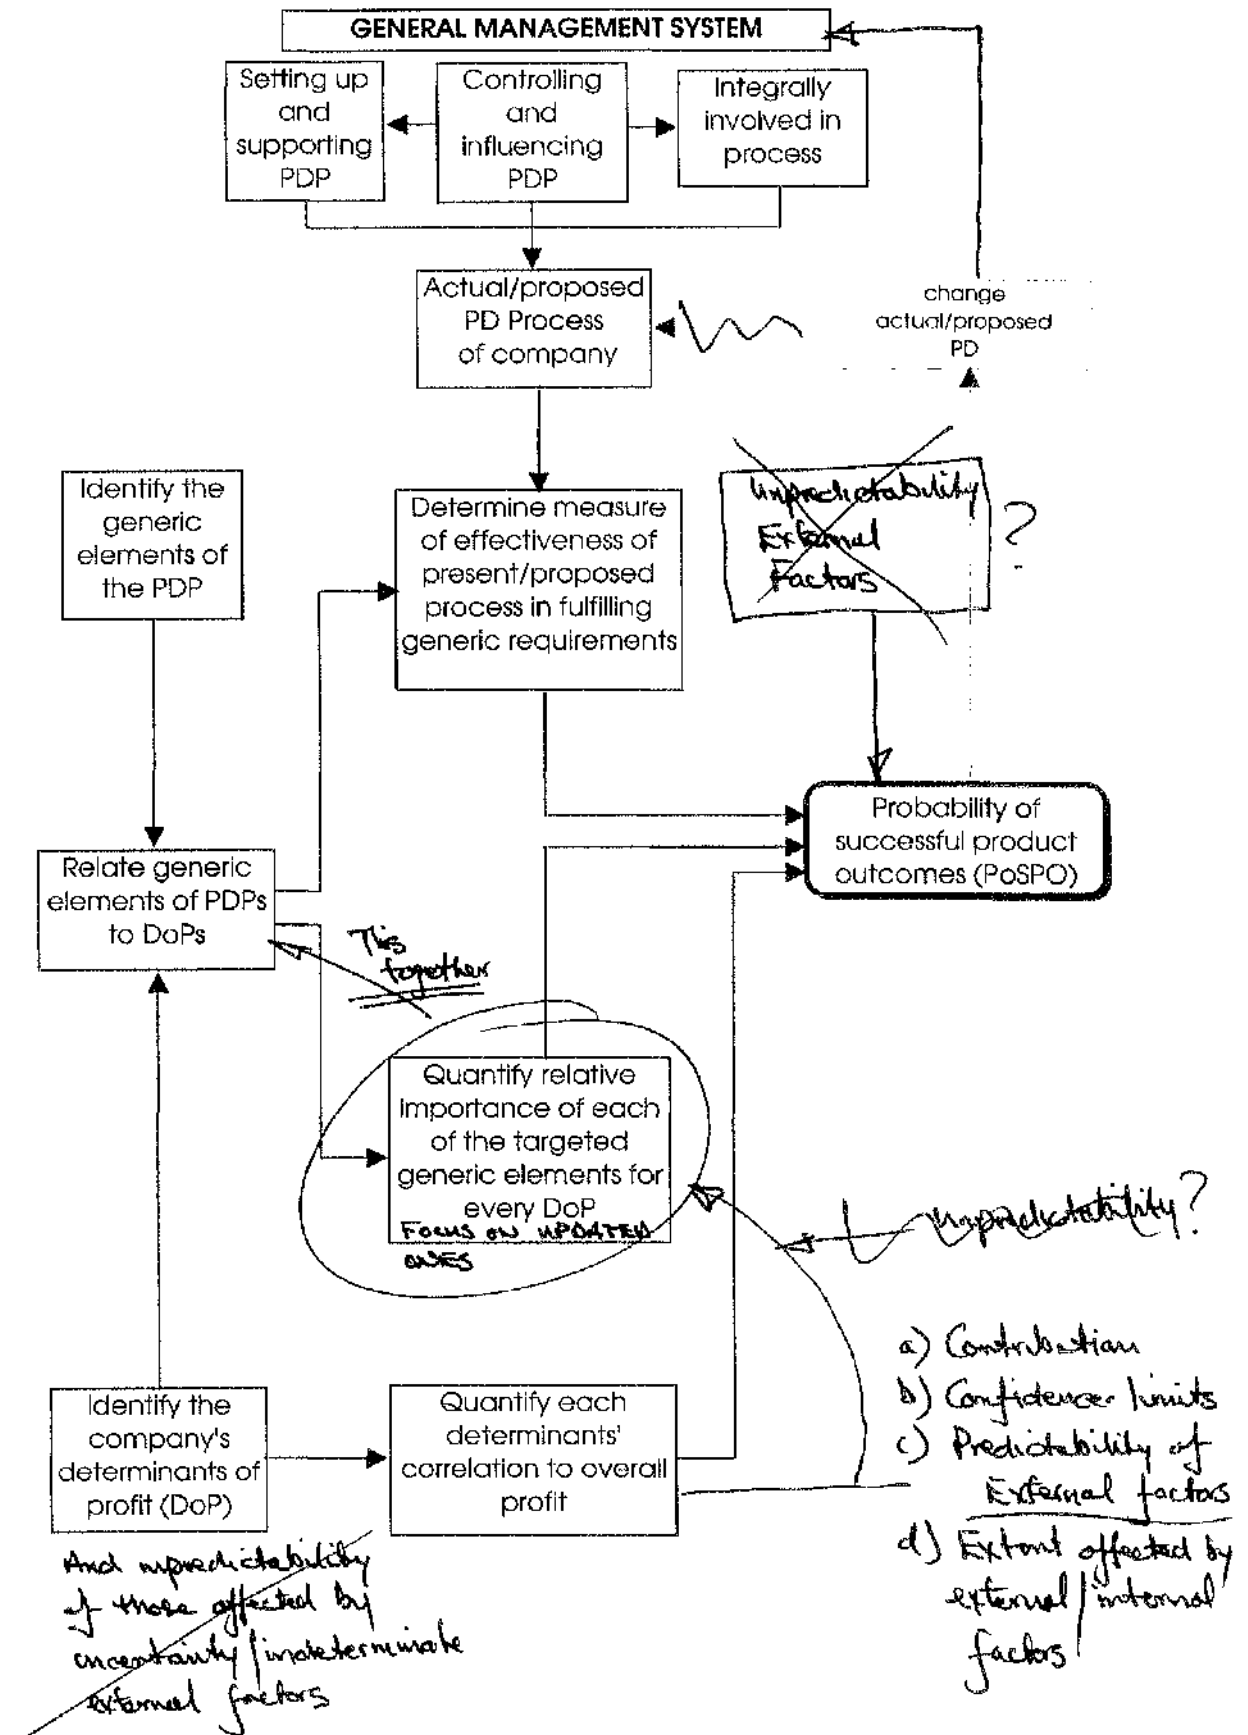 GENERAL MANAGEMENT SYSTEM
Setting up
and
supporting
PDP
Controlling
and
influencing
PDP
Integrally
involved in
process
Actual/proposed
PD Process
of company
change
actual/proposed
PD
Identify the
generic
elements of
the PDP
Determine measure
of effectiveness of
present/proposed
process in fulfilling
generic requirements
Unpredictability
External
Factors
?
Probability of
successful product
outcomes (PoSPO)
Relate generic
elements of PDPs
to DoPs
This
together
Quantify relative
importance of each
of the targeted
generic elements for
every DoP
FOCUS ON UPDATED
ONES
unpredictability?
a) Contribution
b) Confidence limits
c) Predictability of
External factors
d) Extent affected by
external/internal
factors
Identify the
company's
determants of
profit (DoP)
Quantify each
determinants'
correlation to overall
profit
And unpredictability
of those affected by
uncertainty/indeterminate
external factors